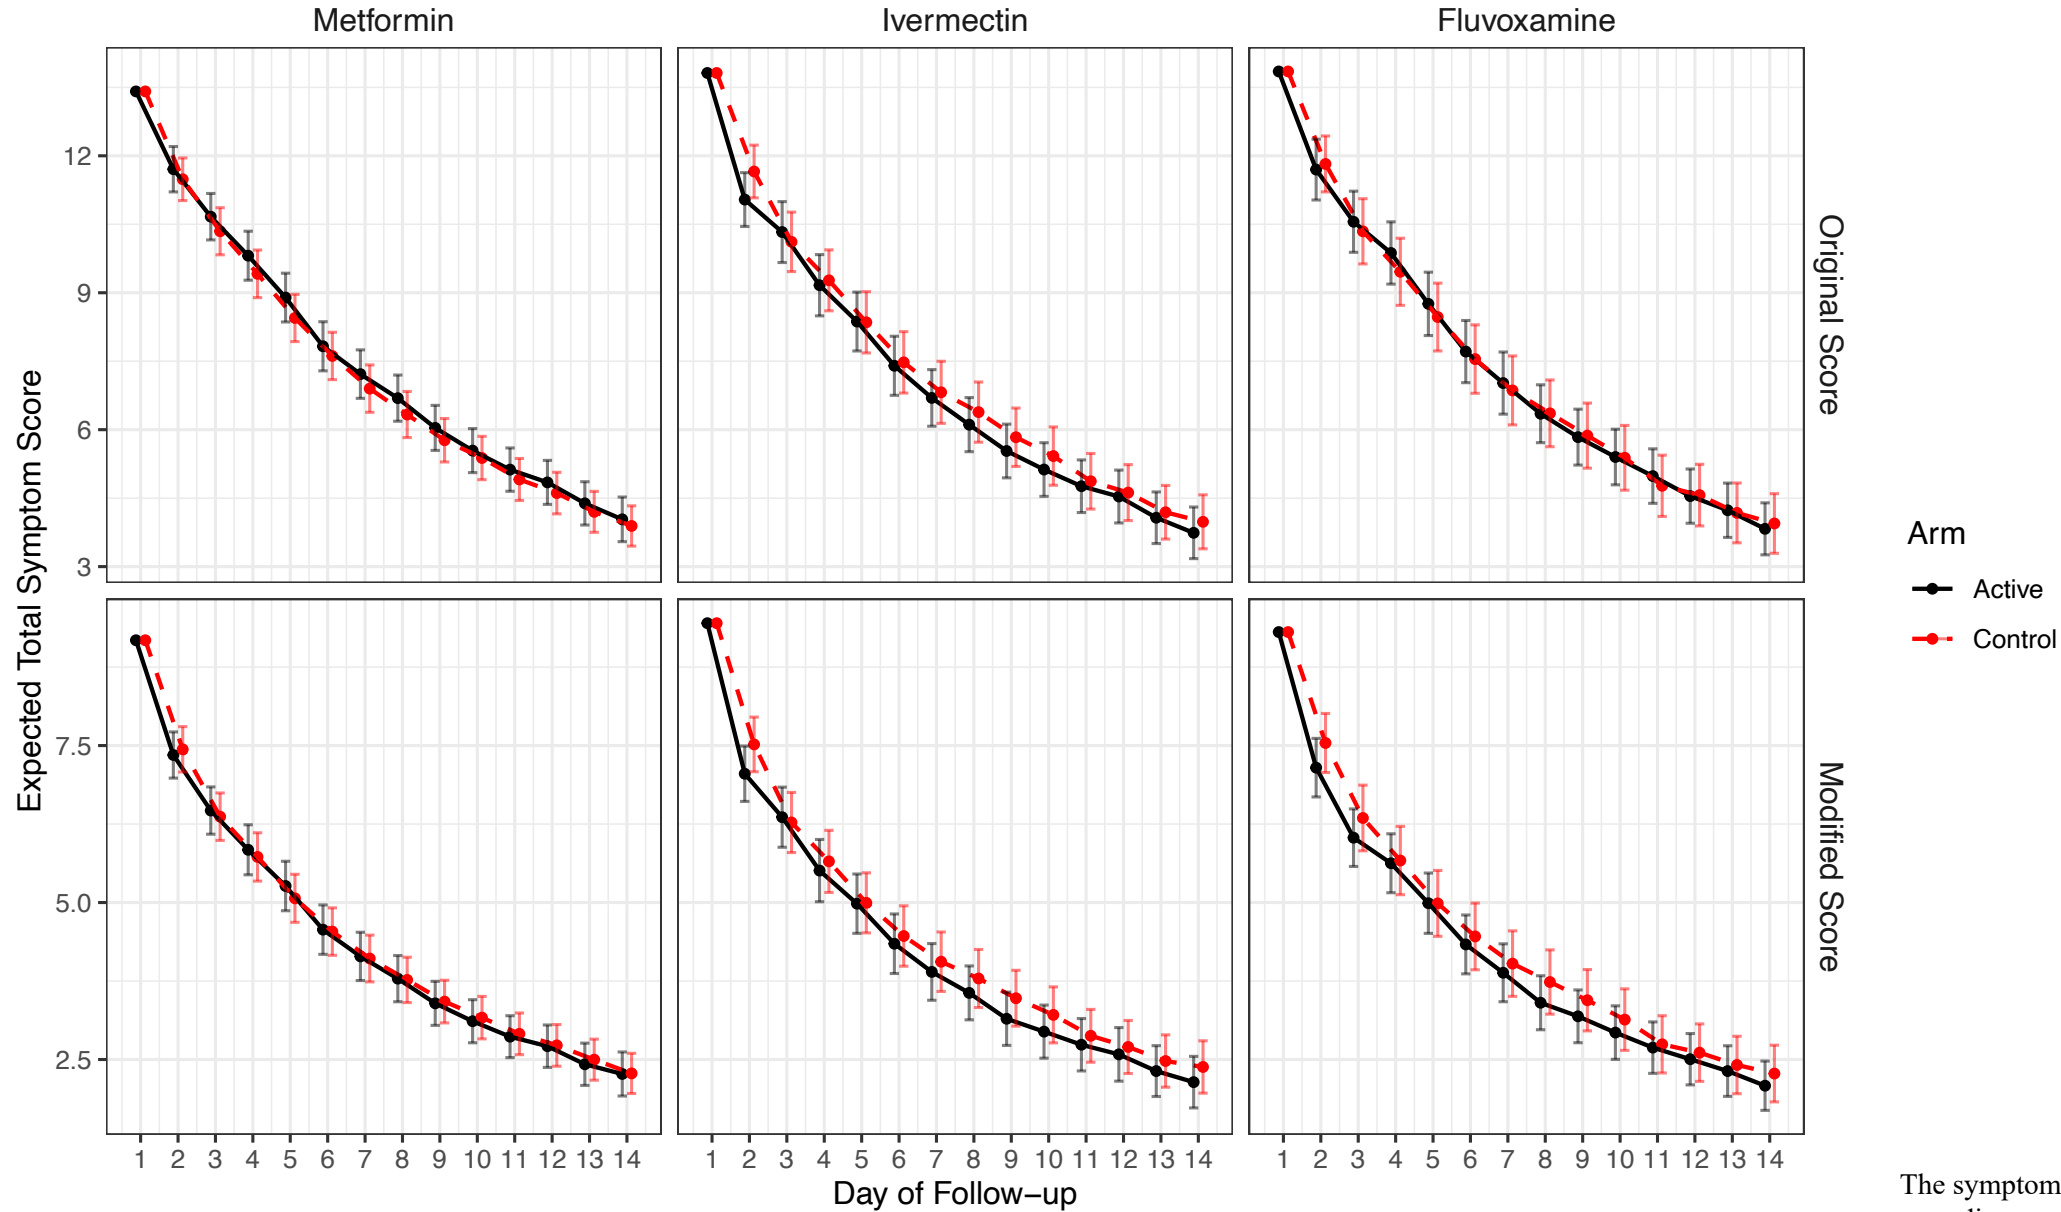 Metformin Ivermectin Fluvoxamine
Expected Total Symptom Score
12
9
6
3
Original Score
7.5
5.0
2.5
Modified Score
1 2 3 4 5 6 7 8 9 10 11 12 13 14
1 2 3 4 5 6 7 8 9 10 11 12 13 14
1 2 3 4 5 6 7 8 9 10 11 12 13 14
Day of Follow−up
Arm
Active
Control
The symptom